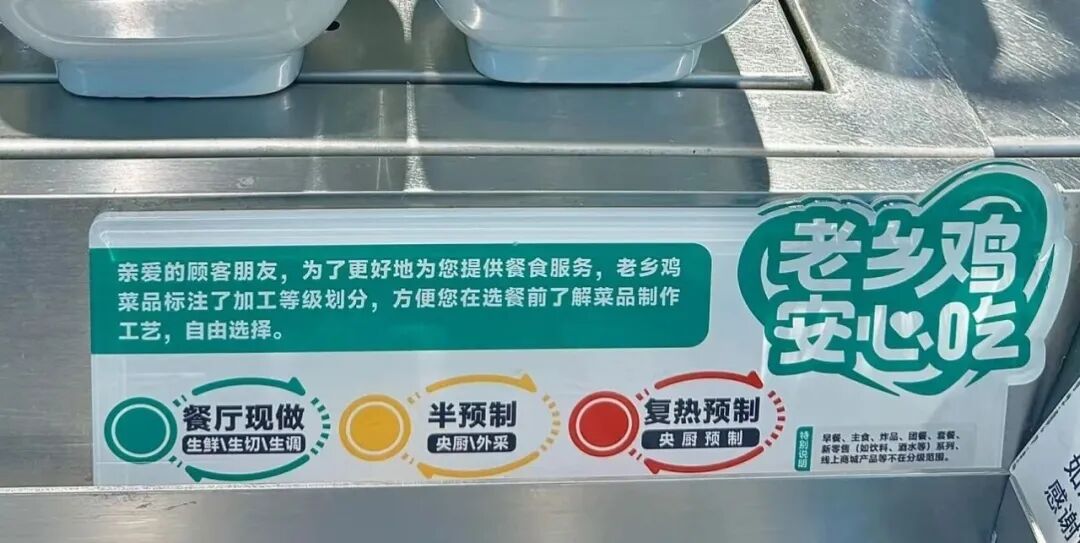 亲爱的顾客朋友，为了更好地为您提供餐食服务，老乡鸡
菜品标注了加工等级划分，方便您在选餐前了解菜品制作
工艺，自由选择。
老乡鸡
安心吃
餐厅现做
生鲜\生切\生调
半预制
央厨\外采
复热预制
央厨预制
特别说明
早餐、主食、炸品、团餐、套餐、
新零售（如饮料、酒水等）系列、
线上商城产品等不在分级范围。
如
感谢